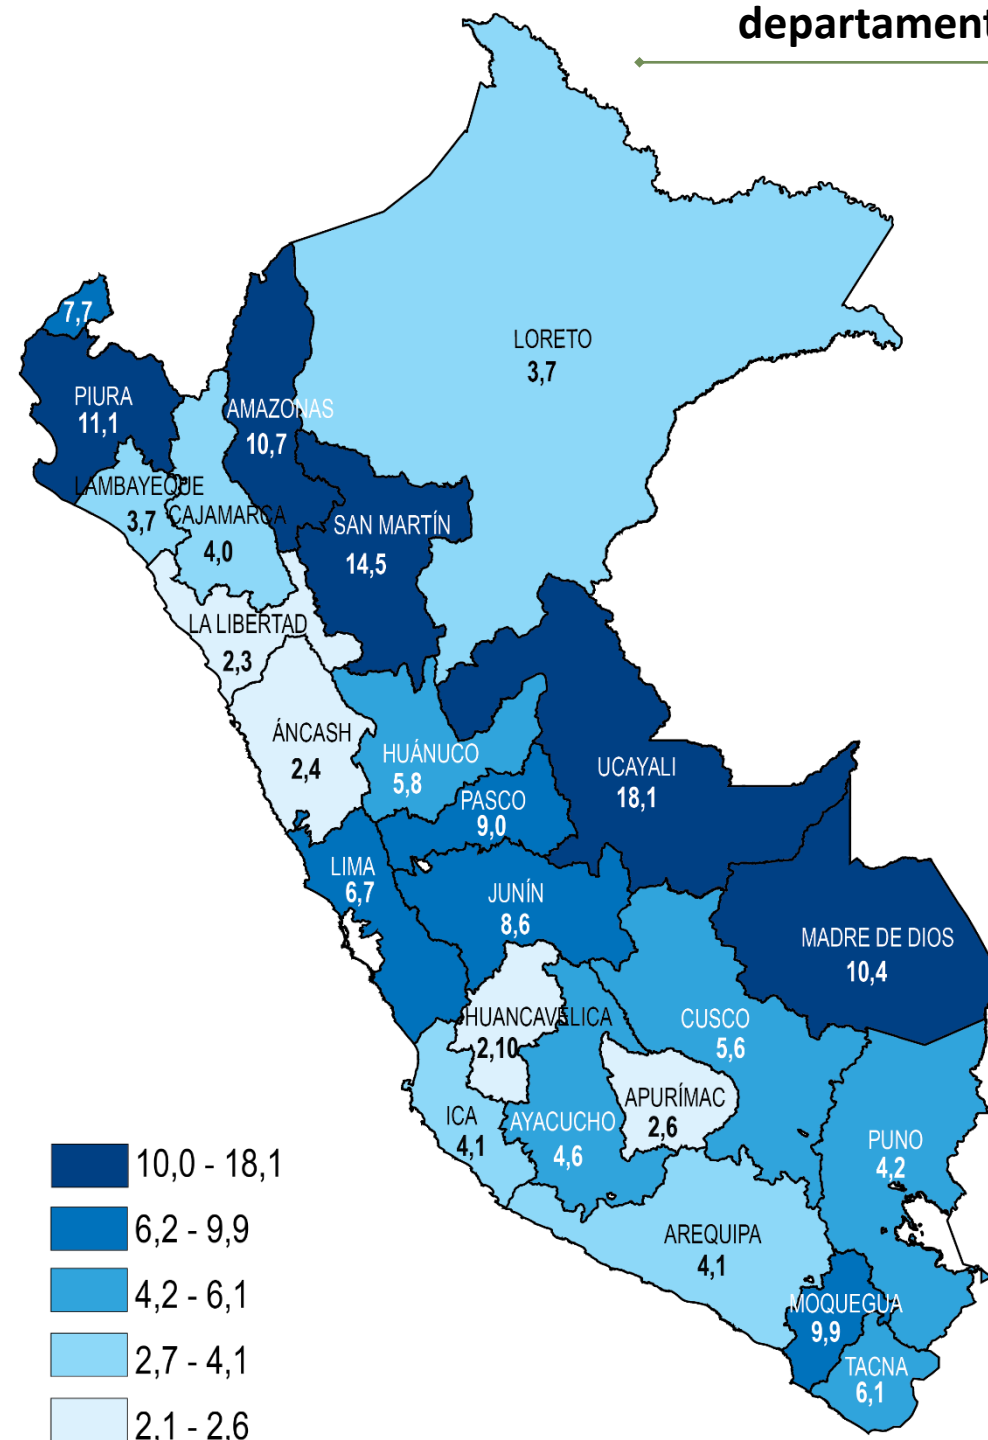 departament
LORETO
3,7
7,7
PIURA
11,1
AMAZONAS
10,7
LAMBAYEQUE
3,7
CAJAMARCA
4,0
SAN MARTÍN
14,5
LA LIBERTAD
2,3
ÁNCASH
2,4
HUÁNUCO
5,8
UCAYALI
18,1
PASCO
9,0
LIMA
6,7
JUNÍN
8,6
MADRE DE DIOS
10,4
HUANCAVELICA
2,10
CUSCO
5,6
APURÍMAC
2,6
ICA
4,1
AYACUCHO
4,6
PUNO
4,2
AREQUIPA
4,1
MOQUEGUA
9,9
TACNA
6,1
10,0 - 18,1
6,2 - 9,9
4,2 - 6,1
2,7 - 4,1
2,1 - 2,6